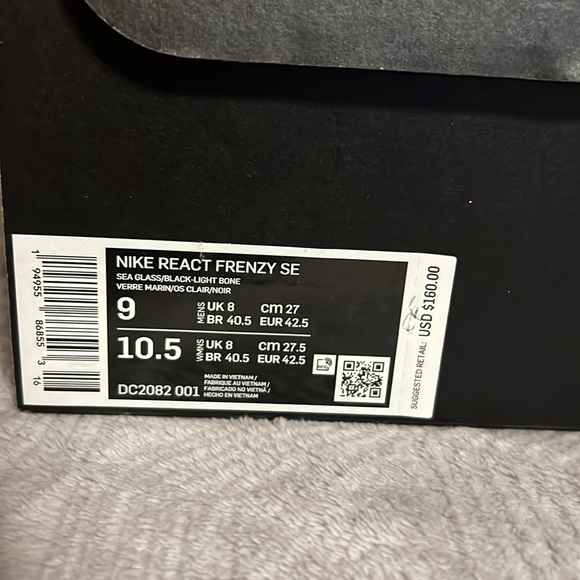 NIKE REACT FRENZY SE
SEA GLASS/BLACK-LIGHT BONE
VERRE MARIN/OS CLAIR/NOIR
9 MENS UK 8 cm 27
BR 40.5 EUR 42.5
10.5 WMNS UK 8 cm 27.5
BR 40.5 EUR 42.5
DC2082 001
MADE IN VIETNAM /
FABRIQUÉ AU VIETNAM /
FABRICADO NO VIETNÃ /
HECHO EN VIETNAM
1 94955 86855 3
16
SUGGESTED RETAIL: USD $160.00